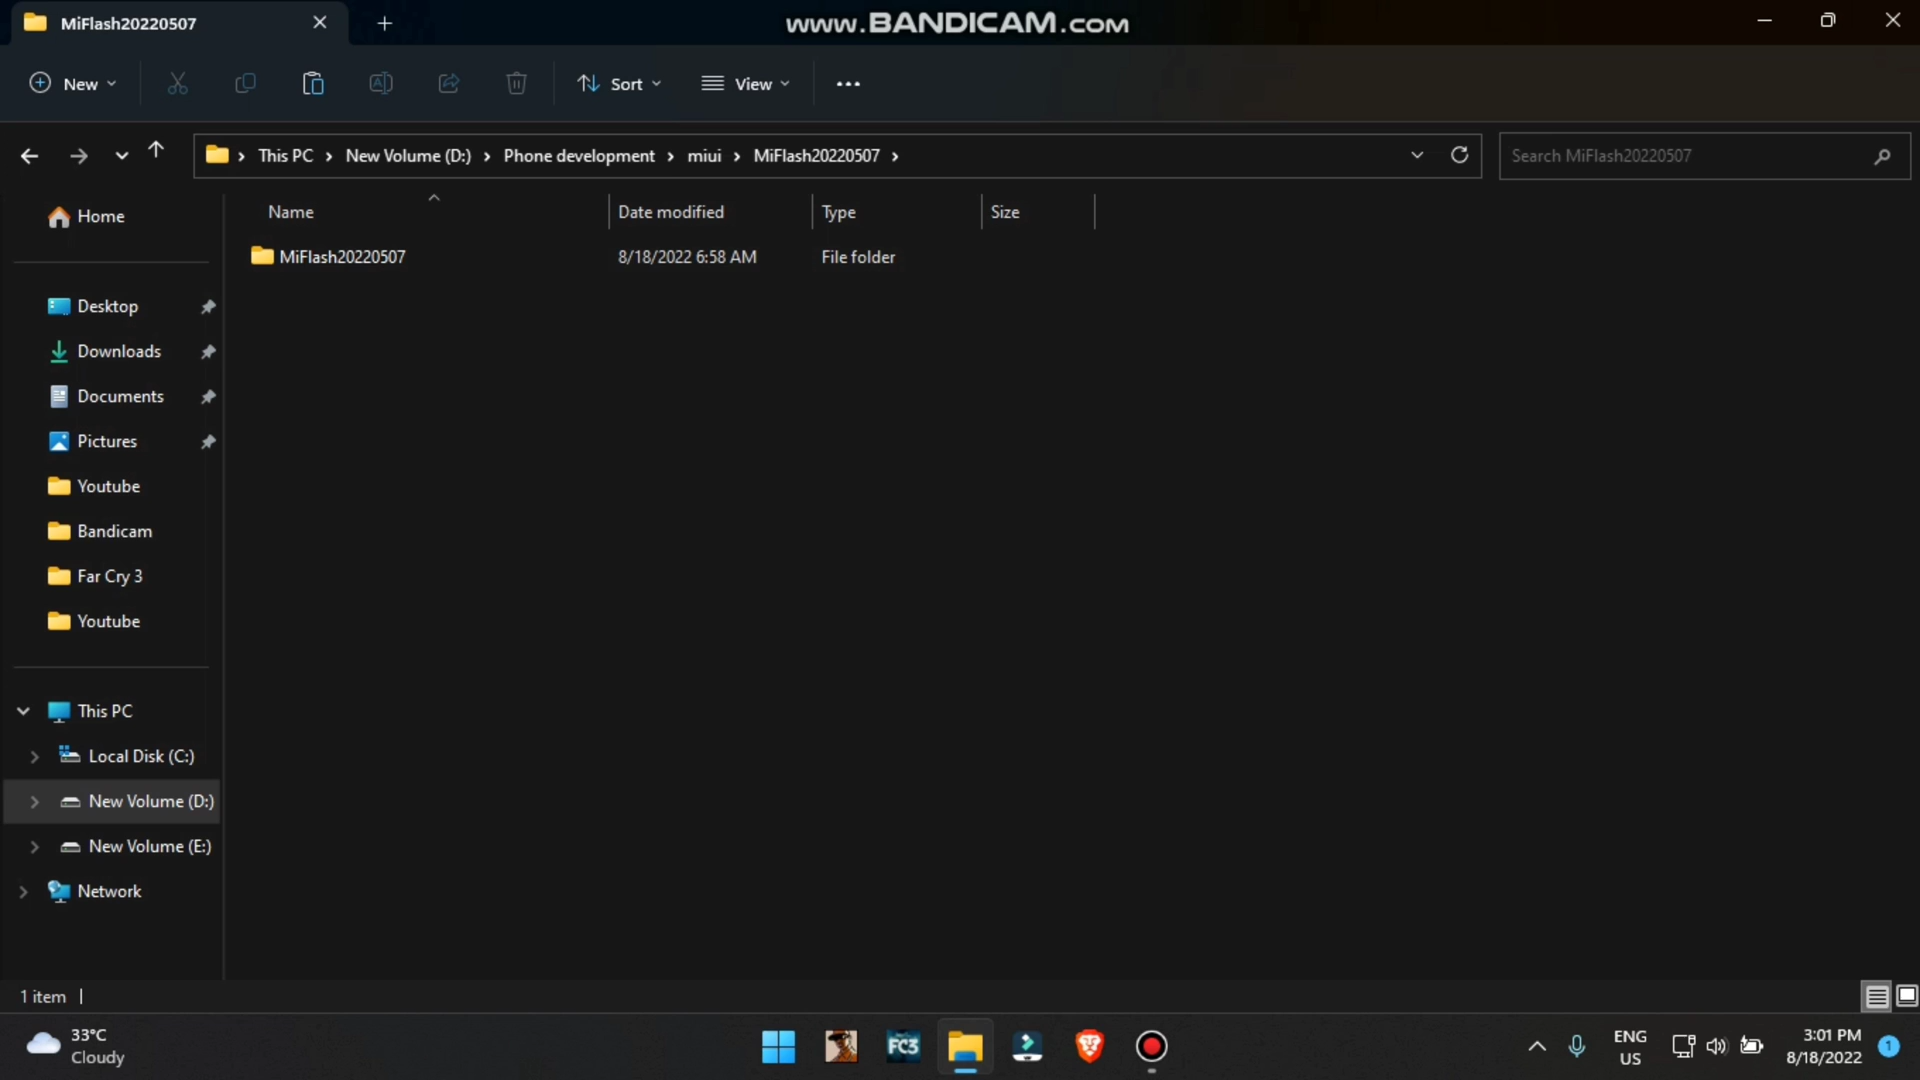 MiFlash20220507
www.BANDICAM.com
New
Sort
View
This PC > New Volume (D:) > Phone development > miui > MiFlash20220507 >
Search MiFlash20220507
Name
Date modified
Type
Size
MiFlash20220507
8/18/2022 6:58 AM
File folder
Home
Desktop
Downloads
Documents
Pictures
Youtube
Bandicam
Far Cry 3
Youtube
This PC
Local Disk (C:)
New Volume (D:)
New Volume (E:)
Network
1 item
33°C
Cloudy
FC3
ENG
US
3:01 PM
8/18/2022
1